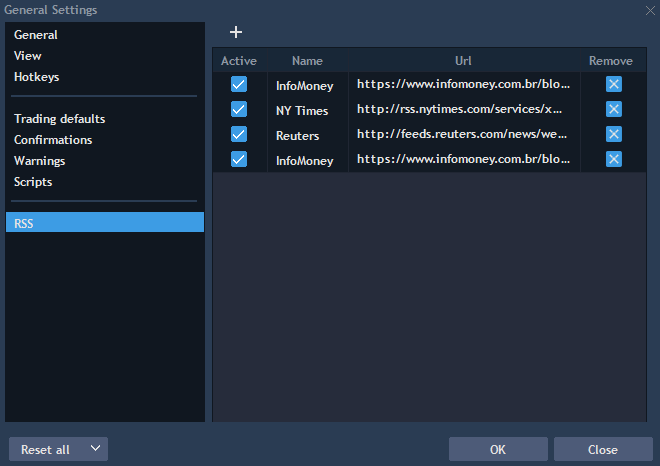 General Settings
General
View
Hotkeys
Trading defaults
Confirmations
Warnings
Scripts
RSS
Active Name Url Remove
InfoMoney https://www.infomoney.com.br/blo...
NY Times http://rss.nytimes.com/services/x...
Reuters http://feeds.reuters.com/news/we...
InfoMoney https://www.infomoney.com.br/blo...
Reset all OK Close